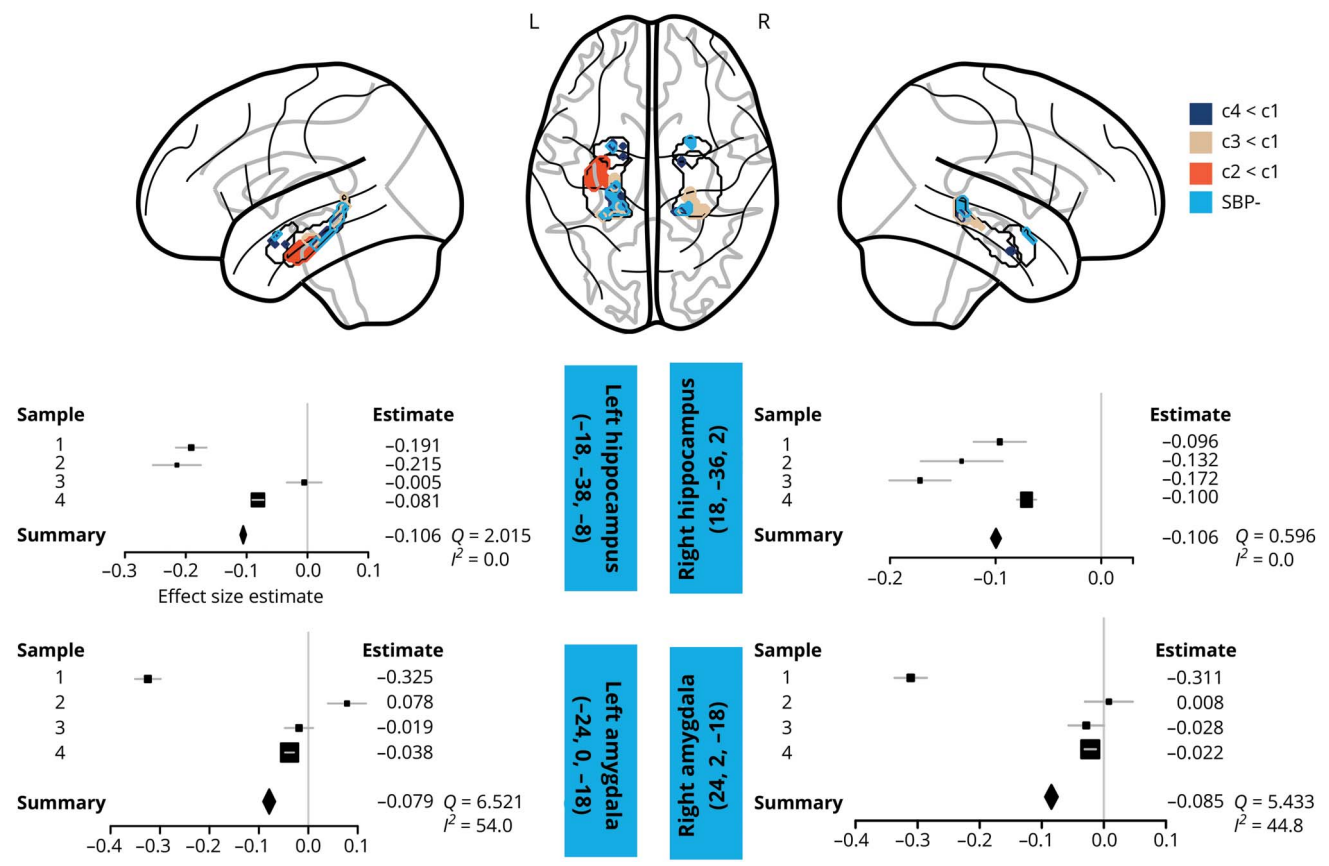 L
R
c4 < c1
c3 < c1
c2 < c1
SBP-
Sample
Estimate
1
–0.191
2
–0.215
3
–0.005
4
–0.081
Summary
–0.106
Q = 2.015
I² = 0.0
–0.3
–0.2
–0.1
0.0
0.1
Effect size estimate
Left hippocampus
(–18, –38, –8)
Right hippocampus
(18, –36, 2)
Sample
Estimate
1
–0.096
2
–0.132
3
–0.172
4
–0.100
Summary
–0.106
Q = 0.596
I² = 0.0
–0.2
–0.1
0.0
Sample
Estimate
1
–0.325
2
0.078
3
–0.019
4
–0.038
Summary
–0.079
Q = 6.521
I² = 54.0
–0.4
–0.3
–0.2
–0.1
0.0
0.1
Left amygdala
(–24, 0, –18)
Right amygdala
(24, 2, –18)
Sample
Estimate
1
–0.311
2
0.008
3
–0.028
4
–0.022
Summary
–0.085
Q = 5.433
I² = 44.8
–0.4
–0.3
–0.2
–0.1
0.0
0.1